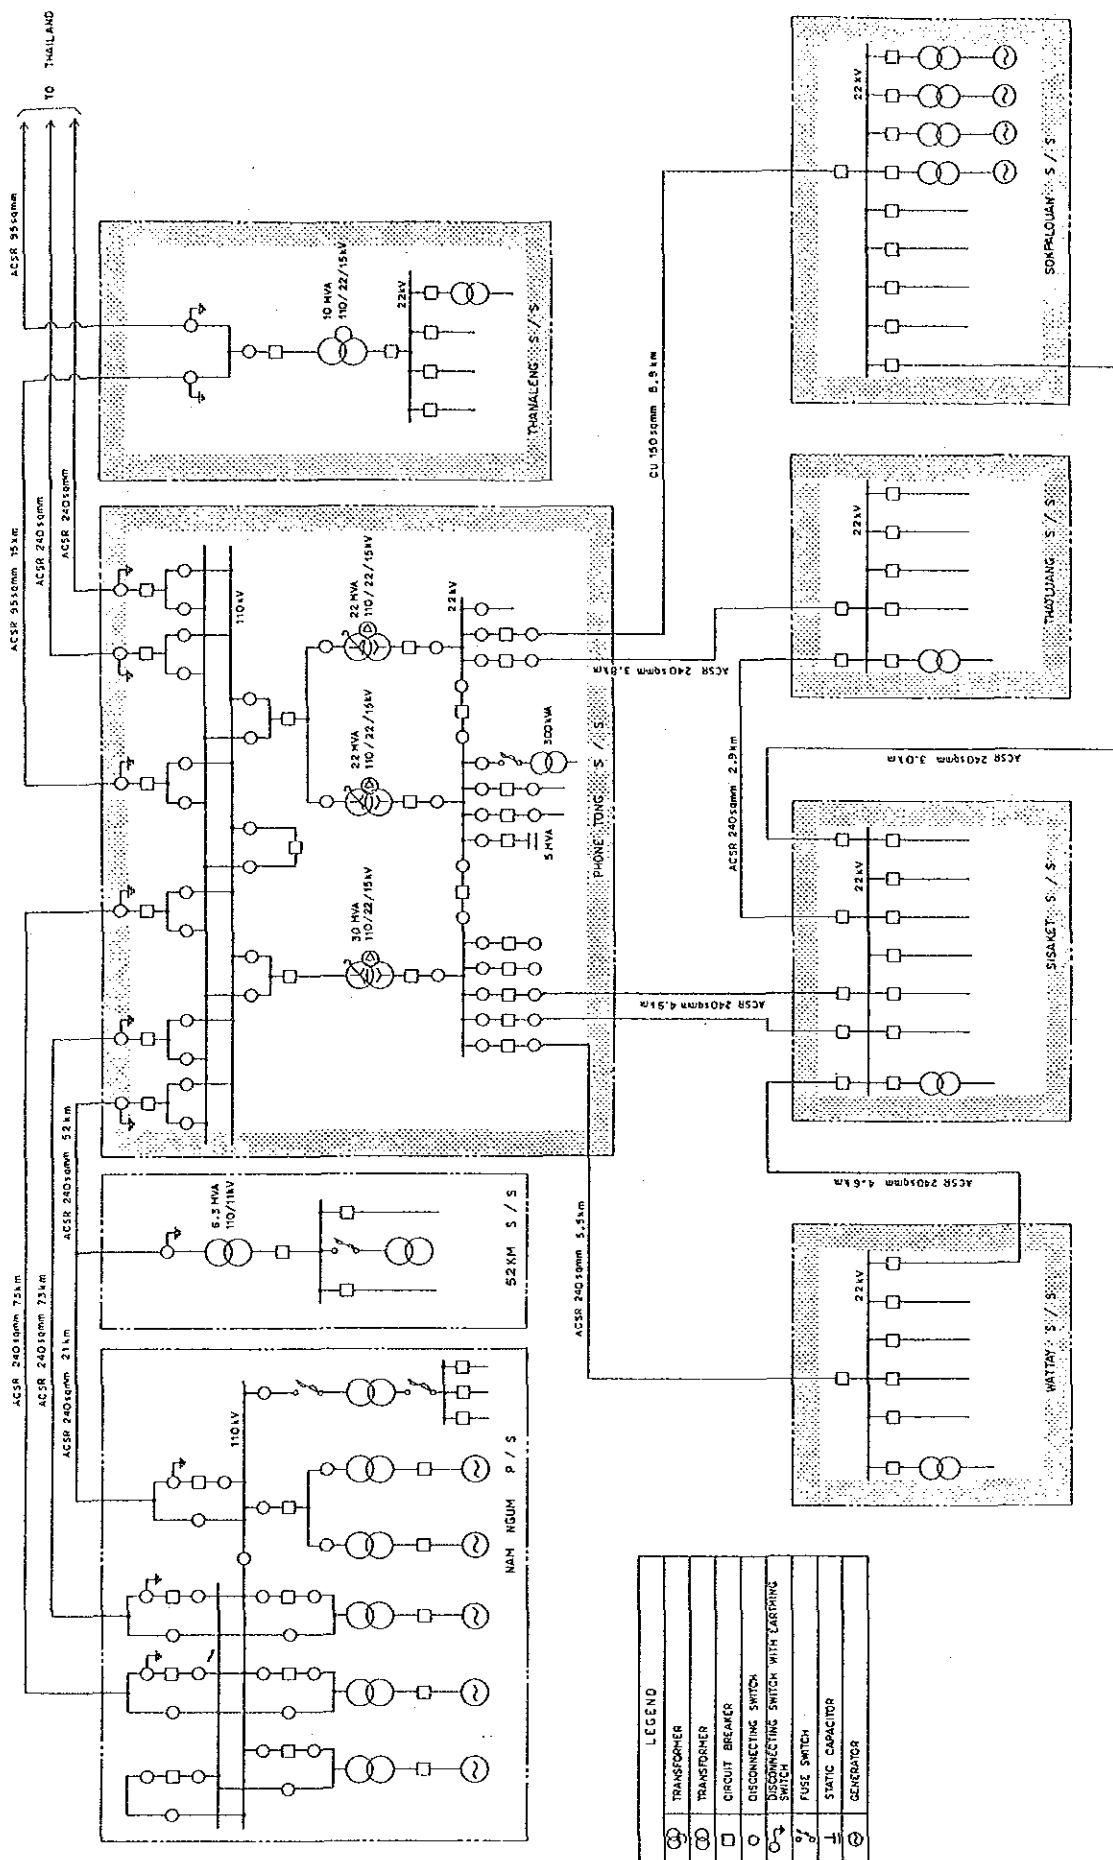 TO THAILAND
ACSR 95sqmm
ACSR 95sqmm 15km
ACSR 240sqmm
ACSR 240sqmm
ACSR 240sqmm 75km
ACSR 240sqmm 73km
ACSR 240sqmm 21km
ACSR 240sqmm 52km
10 MVA
110/22/15kV
22kV
THANALENG S/S
110kV
22 MVA
110/22/15kV
22 MVA
110/22/15kV
30 MVA
110/22/15kV
22kV
300kVA
5 MVA
PHONE TONG S/S
6.3 MVA
110/11kV
52KM S/S
110kV
NAM NGUM P/S
CU 150sqmm 6.9km
ACSR 240sqmm 3.8km
ACSR 240sqmm 2.9km
ACSR 240sqmm 3.0km
ACSR 240sqmm 4.9km
ACSR 240sqmm 4.6km
ACSR 240sqmm 5.5km
22kV
SOKPALOUAN S/S
22kV
THATLUANG S/S
22kV
SISAKET S/S
22kV
WATTAY S/S
LEGEND
TRANSFORMER
TRANSFORMER
CIRCUIT BREAKER
DISCONNECTING SWITCH
DISCONNECTING SWITCH WITH EARTHING
SWITCH
FUSE SWITCH
STATIC CAPACITOR
GENERATOR